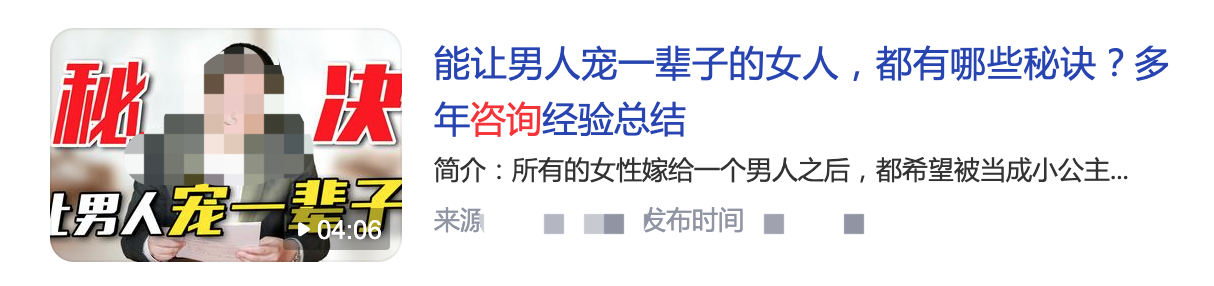 秘 决
让男人宠一辈子
04:06
能让男人宠一辈子的女人，都有哪些秘诀？多
年咨询经验总结
简介：所有的女性嫁给一个男人之后，都希望被当成小公主...
来源 发布时间